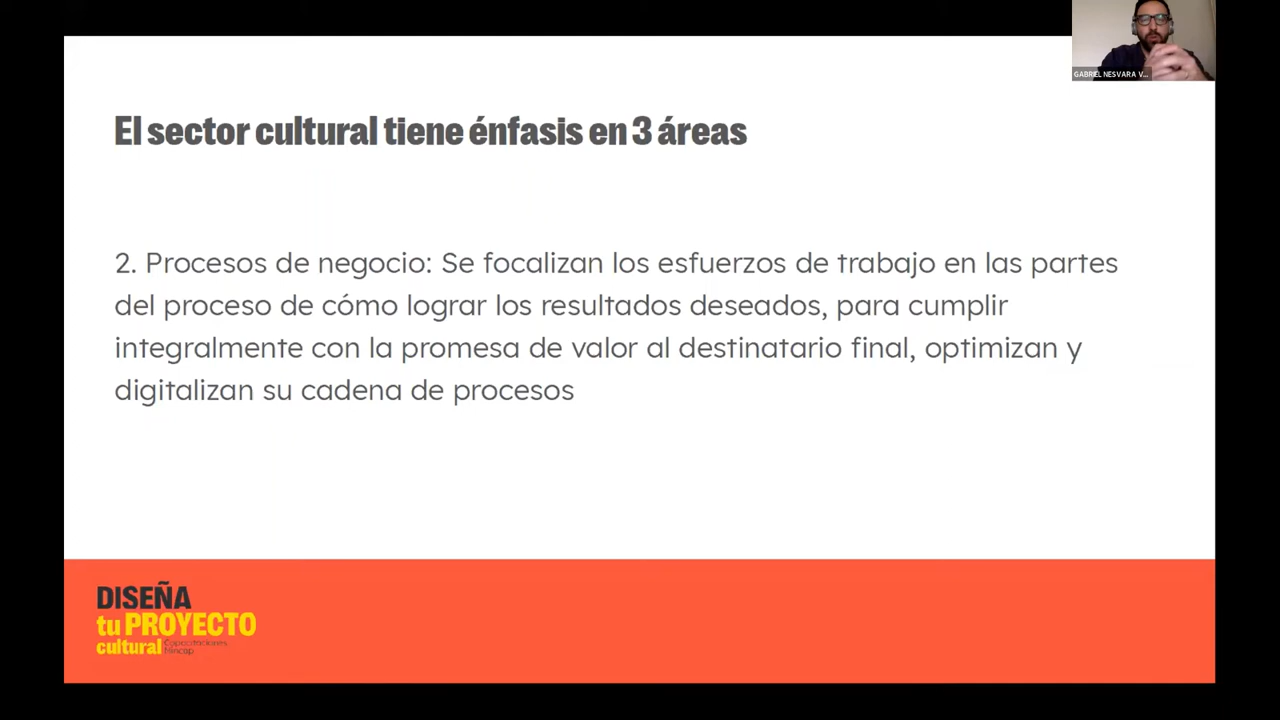 GABRIEL NESVARA V...
El sector cultural tiene énfasis en 3 áreas
2. Procesos de negocio: Se focalizan los esfuerzos de trabajo en las partes
del proceso de cómo lograr los resultados deseados, para cumplir
integralmente con la promesa de valor al destinatario final, optimizan y
digitalizan su cadena de procesos
DISEÑA
tu PROYECTO
cultural Capacitaciones
Mincap